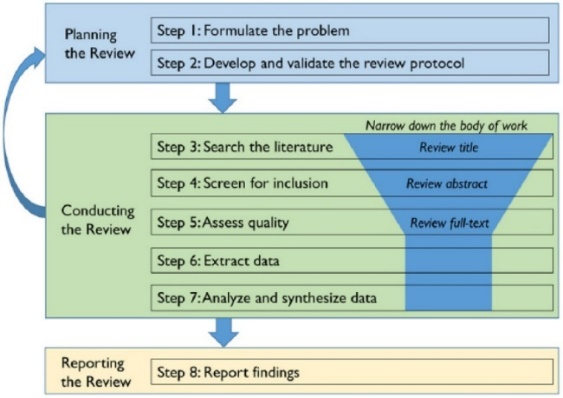 Planning
the Review
Step 1: Formulate the problem
Step 2: Develop and validate the review protocol
Narrow down the body of work
Conducting
the Review
Step 3: Search the literature
Review title
Step 4: Screen for inclusion
Review abstract
Step 5: Assess quality
Review full-text
Step 6: Extract data
Step 7: Analyze and synthesize data
Reporting
the Review
Step 8: Report findings